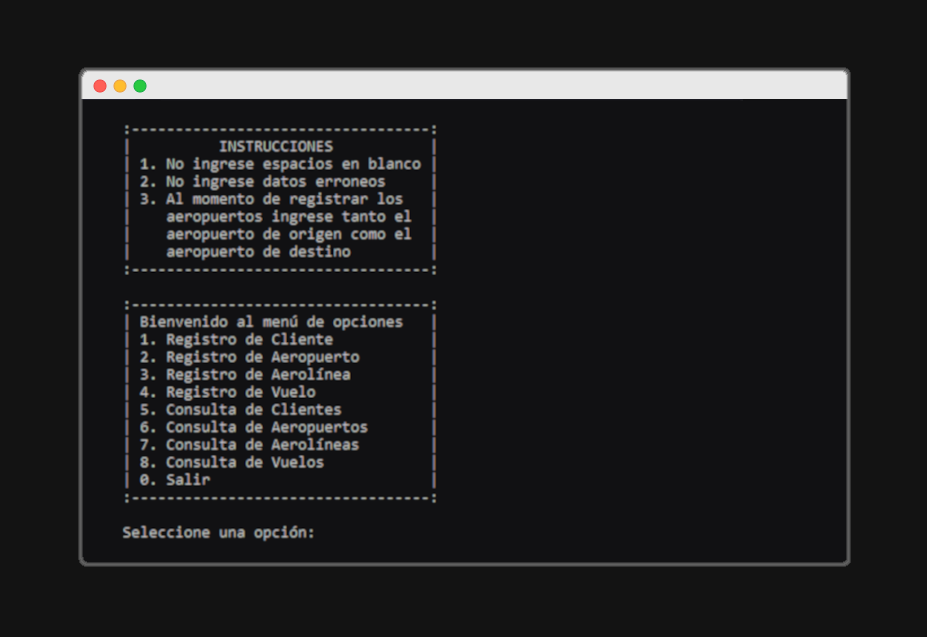 :----------------------------------:
|          INSTRUCCIONES           |
| 1. No ingrese espacios en blanco |
| 2. No ingrese datos erroneos     |
| 3. Al momento de registrar los   |
|    aeropuertos ingrese tanto el  |
|    aeropuerto de origen como el  |
|    aeropuerto de destino         |
:----------------------------------:
:----------------------------------:
| Bienvenido al menú de opciones   |
| 1. Registro de Cliente           |
| 2. Registro de Aeropuerto        |
| 3. Registro de Aerolínea         |
| 4. Registro de Vuelo             |
| 5. Consulta de Clientes          |
| 6. Consulta de Aeropuertos       |
| 7. Consulta de Aerolíneas        |
| 8. Consulta de Vuelos            |
| 0. Salir                         |
:----------------------------------:
Seleccione una opción: